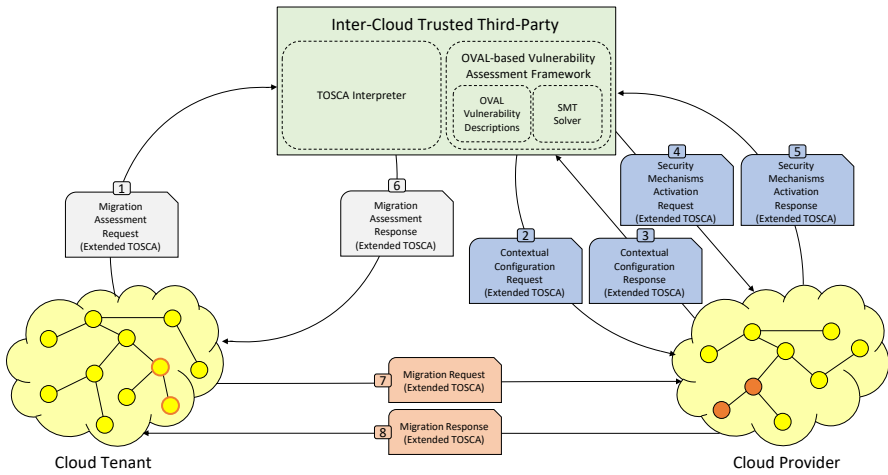 Inter-Cloud Trusted Third-Party
TOSCA Interpreter
OVAL-based Vulnerability
Assessment Framework
OVAL
Vulnerability
Descriptions
SMT
Solver
1
Migration
Assessment
Request
(Extended TOSCA)
6
Migration
Assessment
Response
(Extended TOSCA)
2
Contextual
Configuration
Request
(Extended TOSCA)
3
Contextual
Configuration
Response
(Extended TOSCA)
4
Security
Mechanisms
Activation
Request
(Extended TOSCA)
5
Security
Mechanisms
Activation
Response
(Extended TOSCA)
7
Migration Request
(Extended TOSCA)
8
Migration Response
(Extended TOSCA)
Cloud Tenant
Cloud Provider